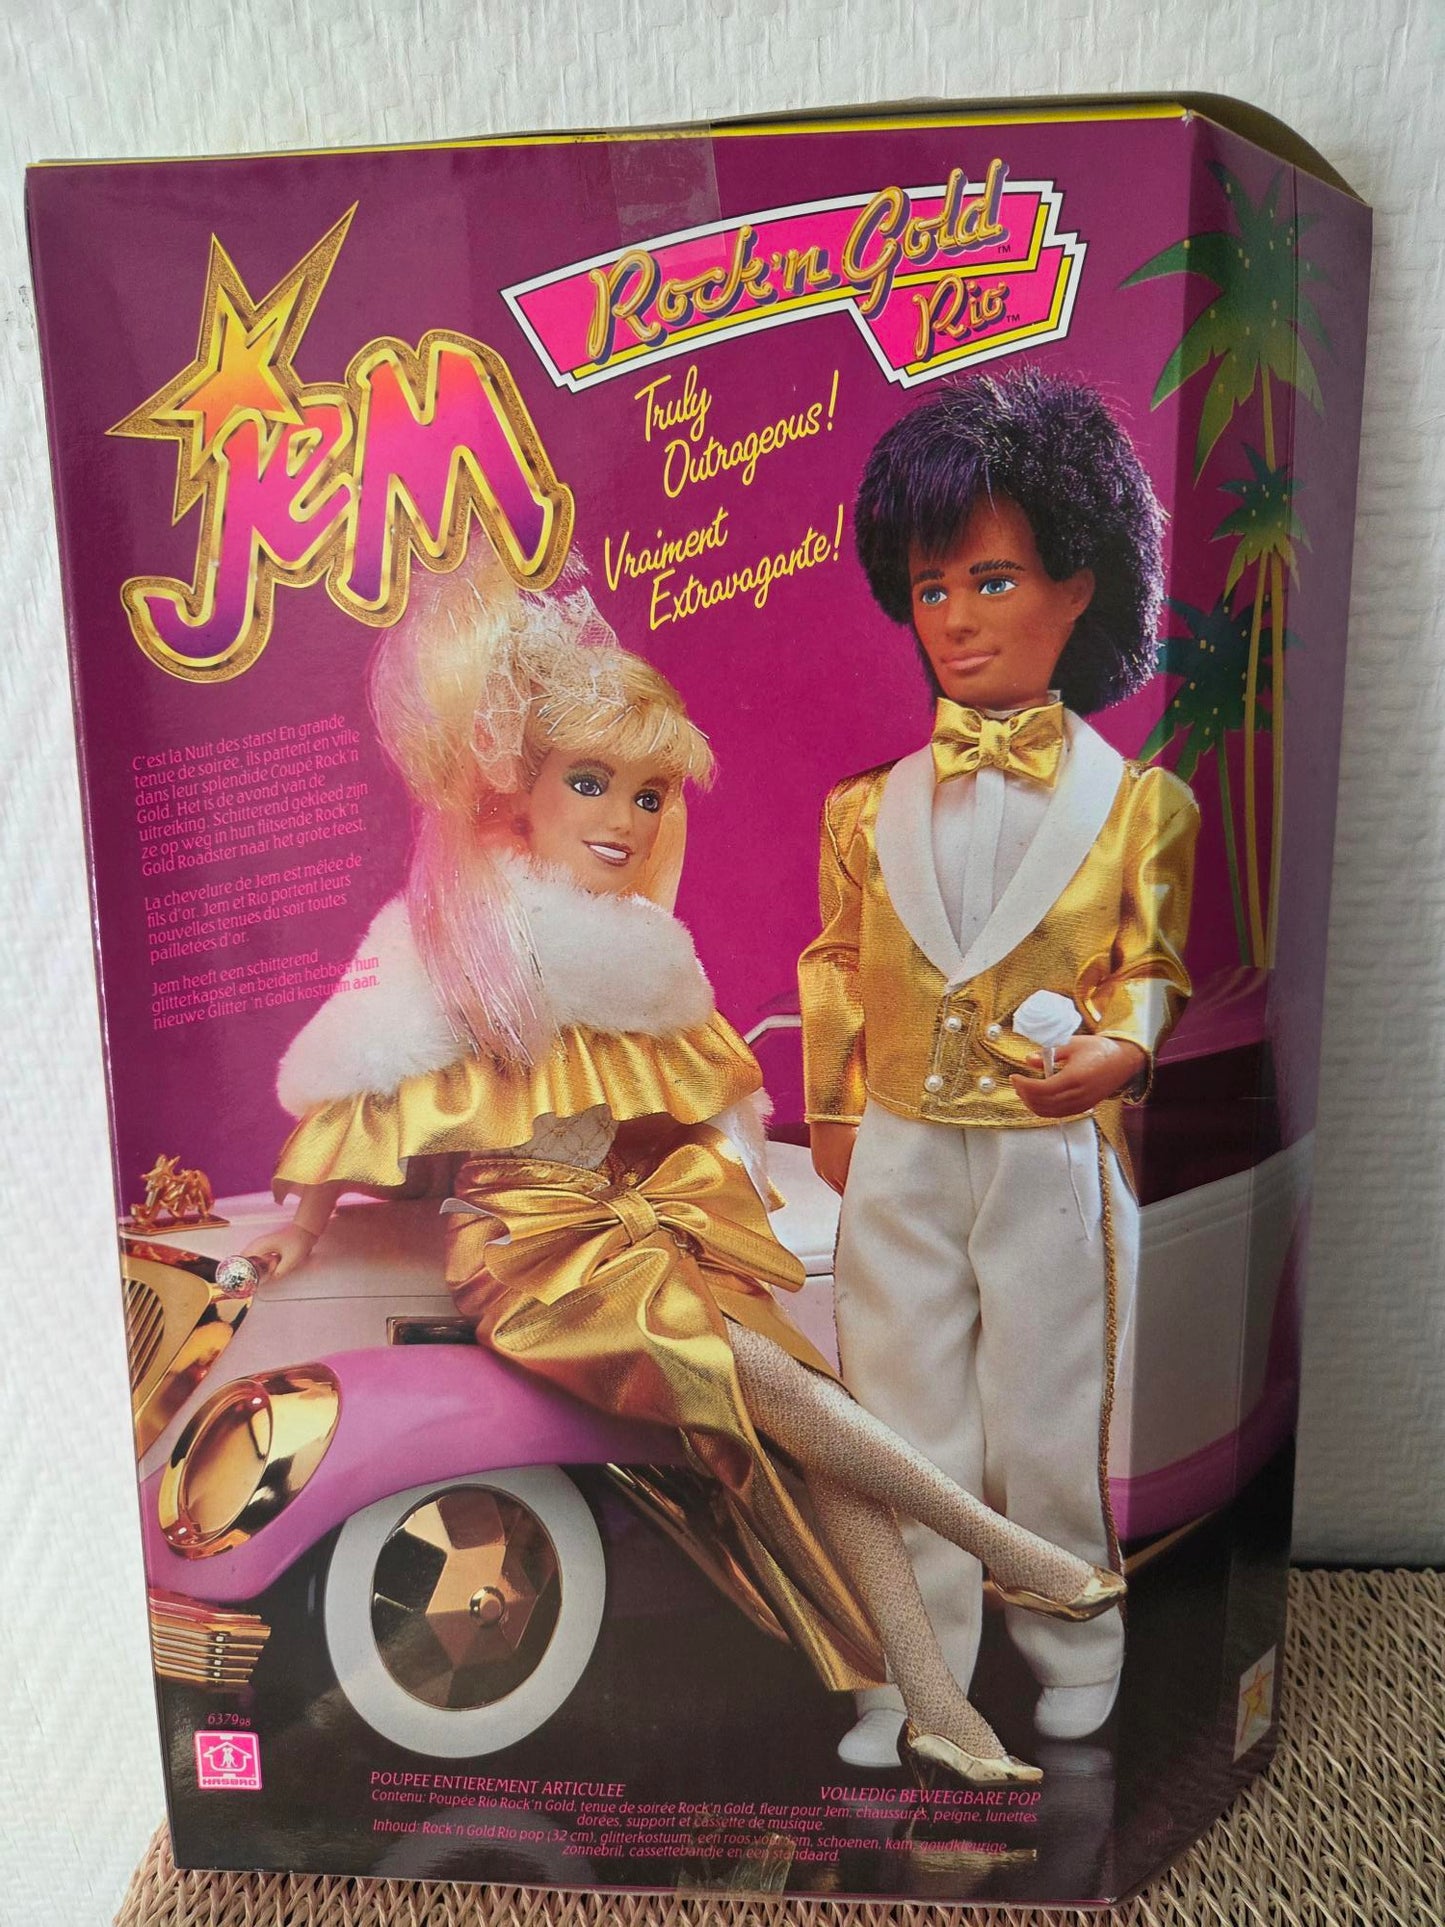 Rock'n Gold™
Rio™
JEM
Truly
Outrageous!
Vraiment
Extravagante!
C'est la Nuit des stars! En grande
tenue de soirée, ils partent en ville
dans leur splendide Coupé Rock'n
Gold. Het is de avond van de
uitreiking. Schitterend gekleed zijn
ze op weg in hun flitsende Rock'n
Gold Roadster naar het grote feest.
La chevelure de Jem est mêlée de
fils d'or. Jem et Rio portent leurs
nouvelles tenues du soir toutes
pailletées d'or.
Jem heeft een schitterend
glitterkapsel en beiden hebben hun
nieuwe Glitter 'n Gold kostuum aan.
637998
HASBRO
POUPEE ENTIEREMENT ARTICULEE
VOLLEDIG BEWEEGBARE POP
Contenu: Poupée Rio Rock'n Gold, tenue de soirée Rock'n Gold, fleur pour Jem, chaussures, peigne, lunettes
dorées, support et cassette de musique.
Inhoud: Rock'n Gold Rio pop (32 cm), glitterkostuum, een roos voor Jem, schoenen, kam, goudkleurige
zonnebril, cassettebandje en een standaard.